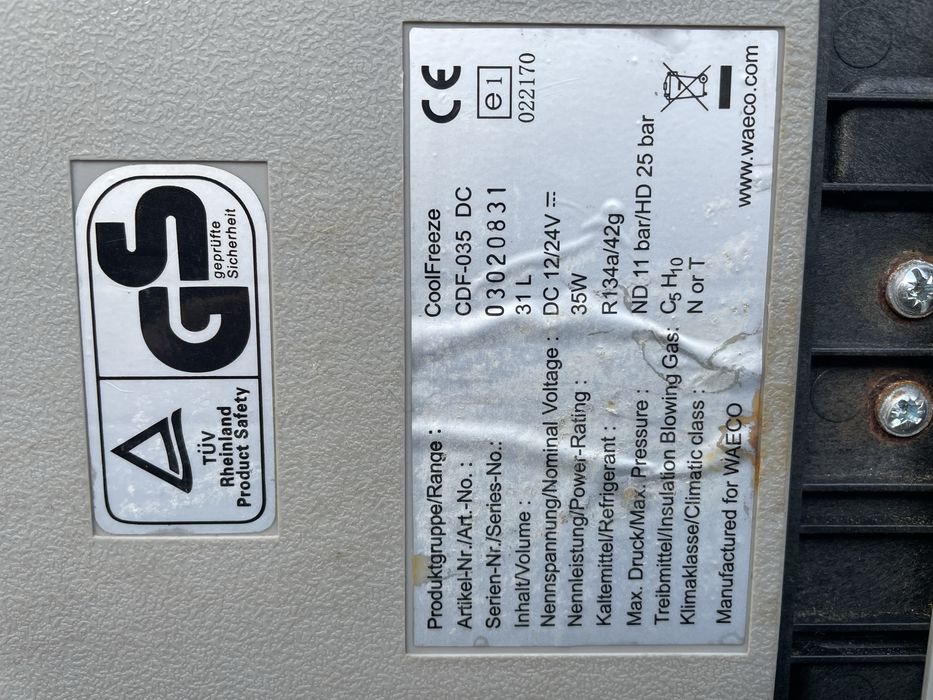 GS
geprüfte
Sicherheit
TÜV
Rheinland
Product Safety
Produktgruppe/Range : CoolFreeze
Artikel-Nr./Art.-No. : CDF-035 DC
Serien-Nr./Series-No.: 03020831
Inhalt/Volume : 31 L
Nennspannung/Nominal Voltage : DC 12/24V ⎓
Nennleistung/Power-Rating : 35W
Kaltemittel/Refrigerant : R134a/42g
Max. Druck/Max. Pressure : ND 11 bar/HD 25 bar
Treibmittel/Insulation Blowing Gas: C₅ H₁₀
Klimaklasse/Climatic class : N or T
Manufactured for WAECO
www.waeco.com
CE
e1
022170